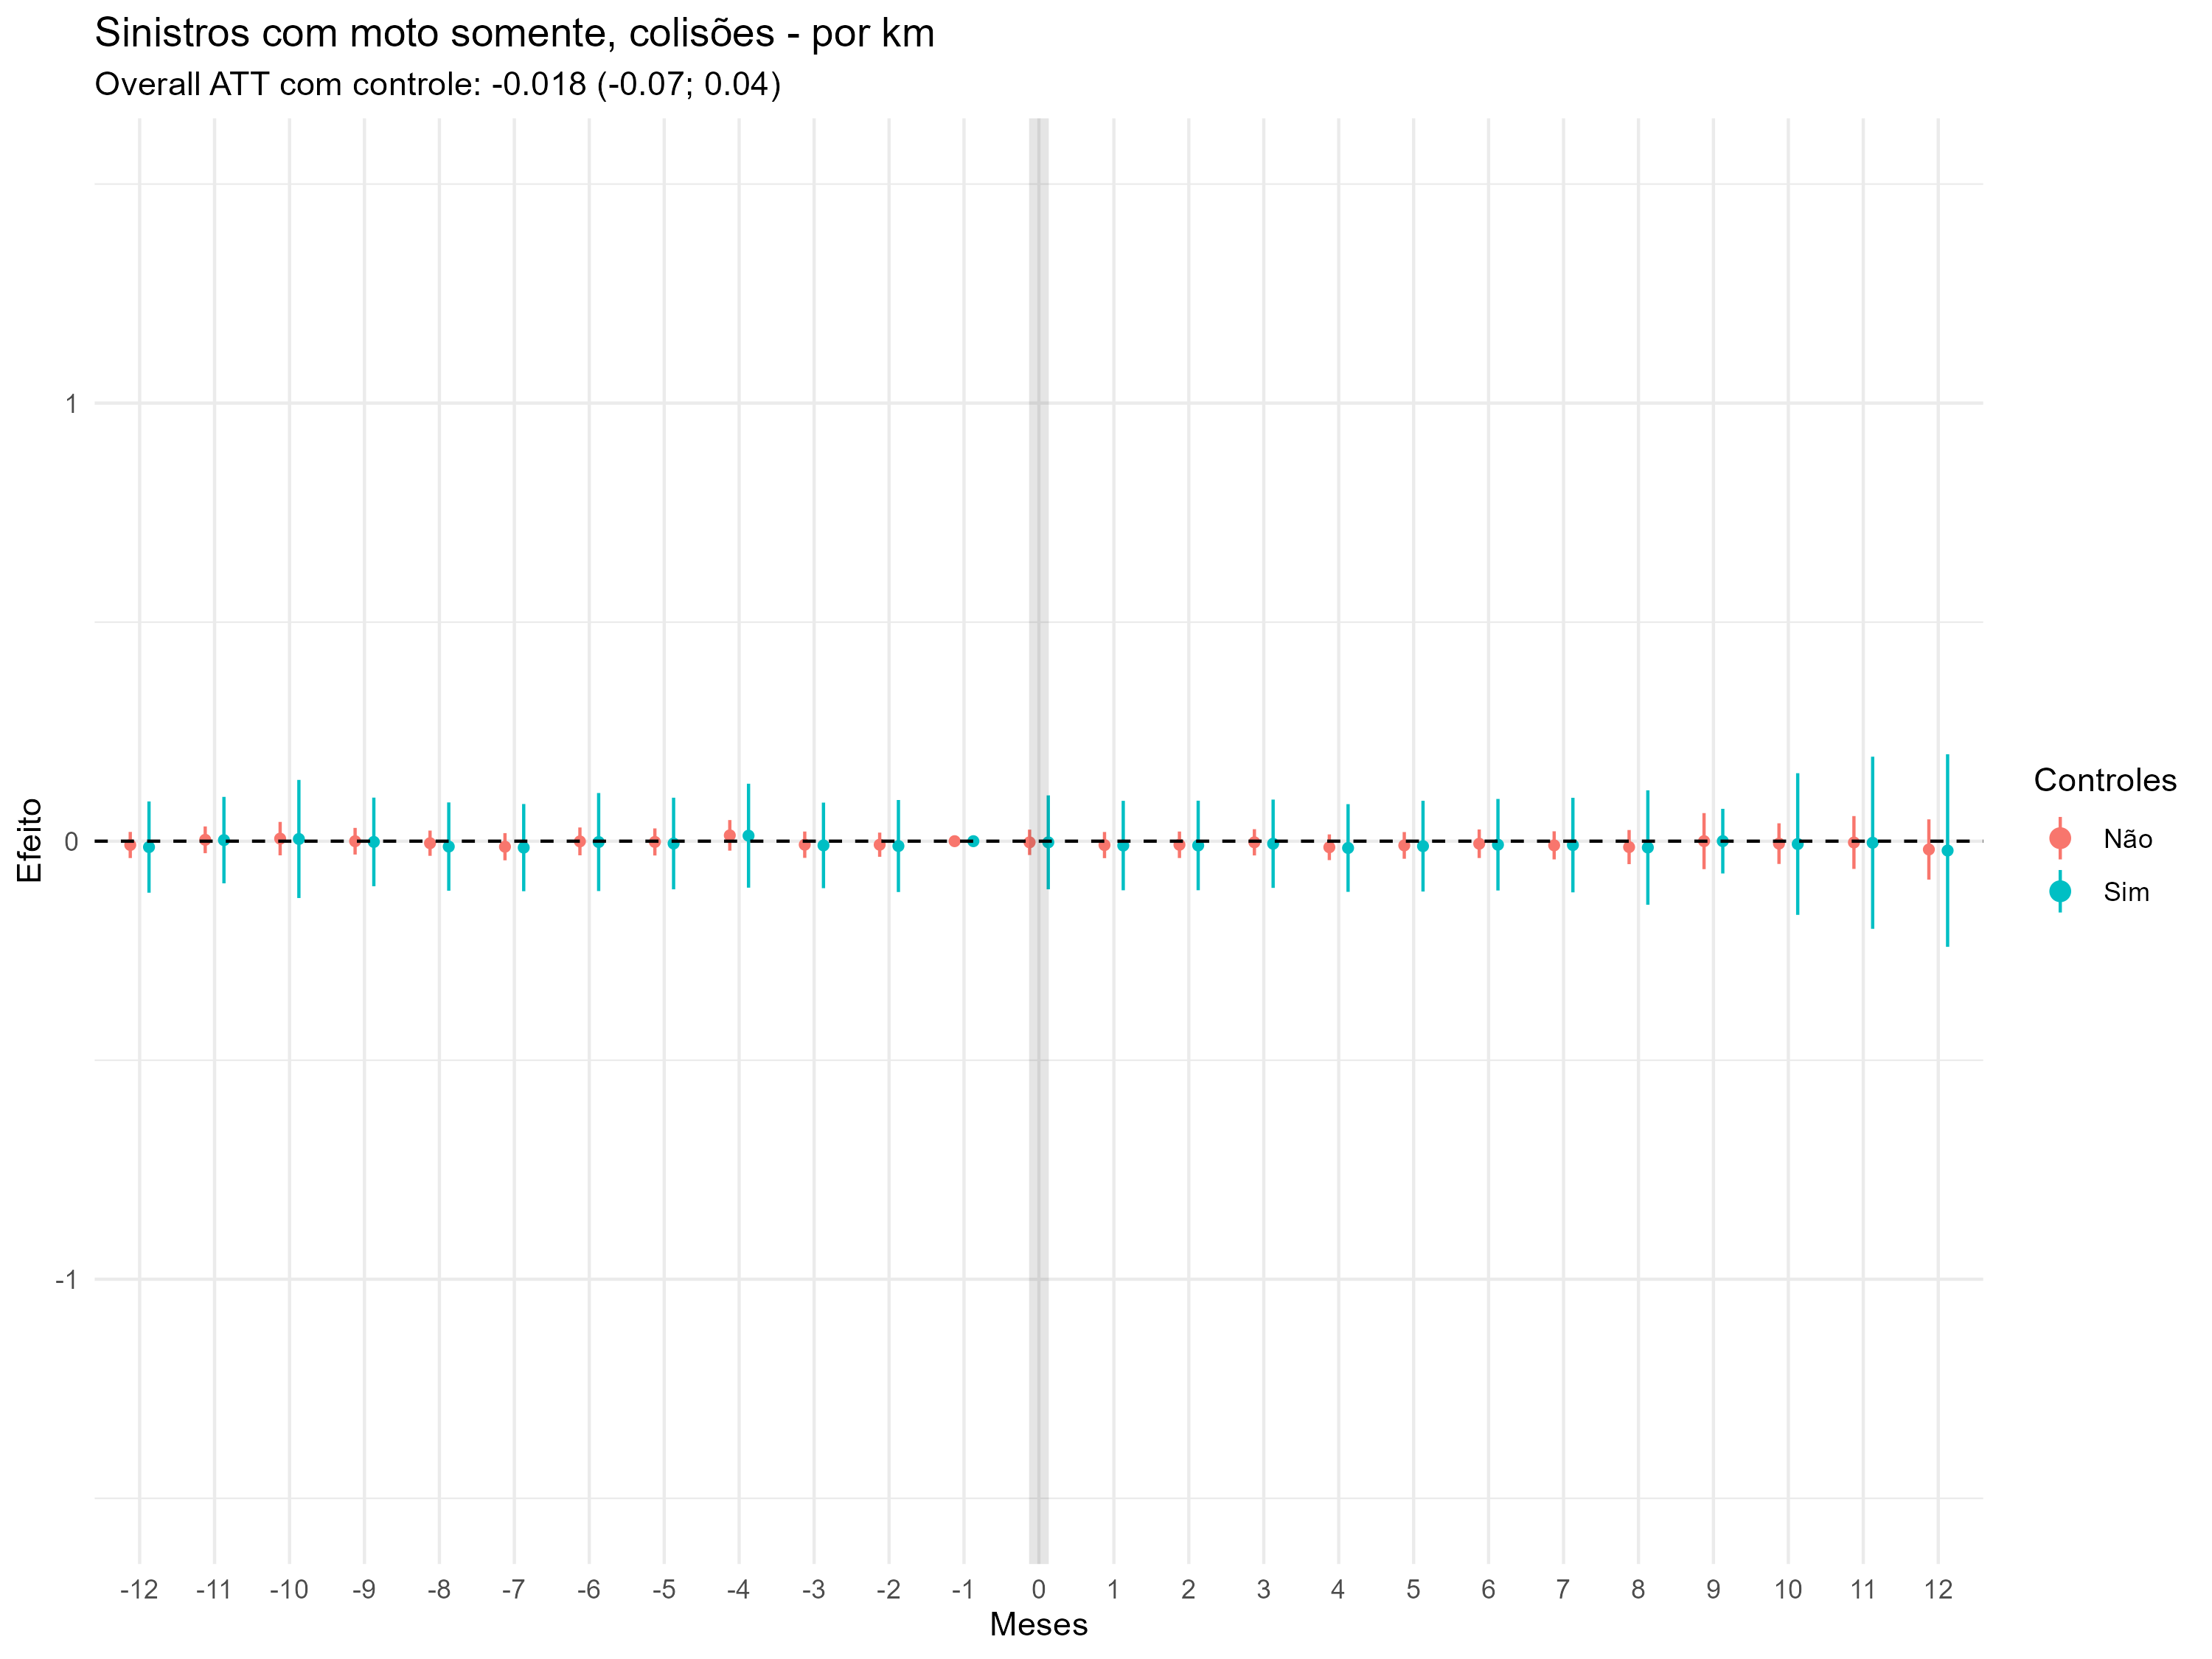 Sinistros com moto somente, colisões - por km
Overall ATT com controle: -0.018 (-0.07; 0.04)
Efeito
1
0
-1
-12 -11 -10 -9 -8 -7 -6 -5 -4 -3 -2 -1 0 1 2 3 4 5 6 7 8 9 10 11 12
Meses
Controles
Não
Sim